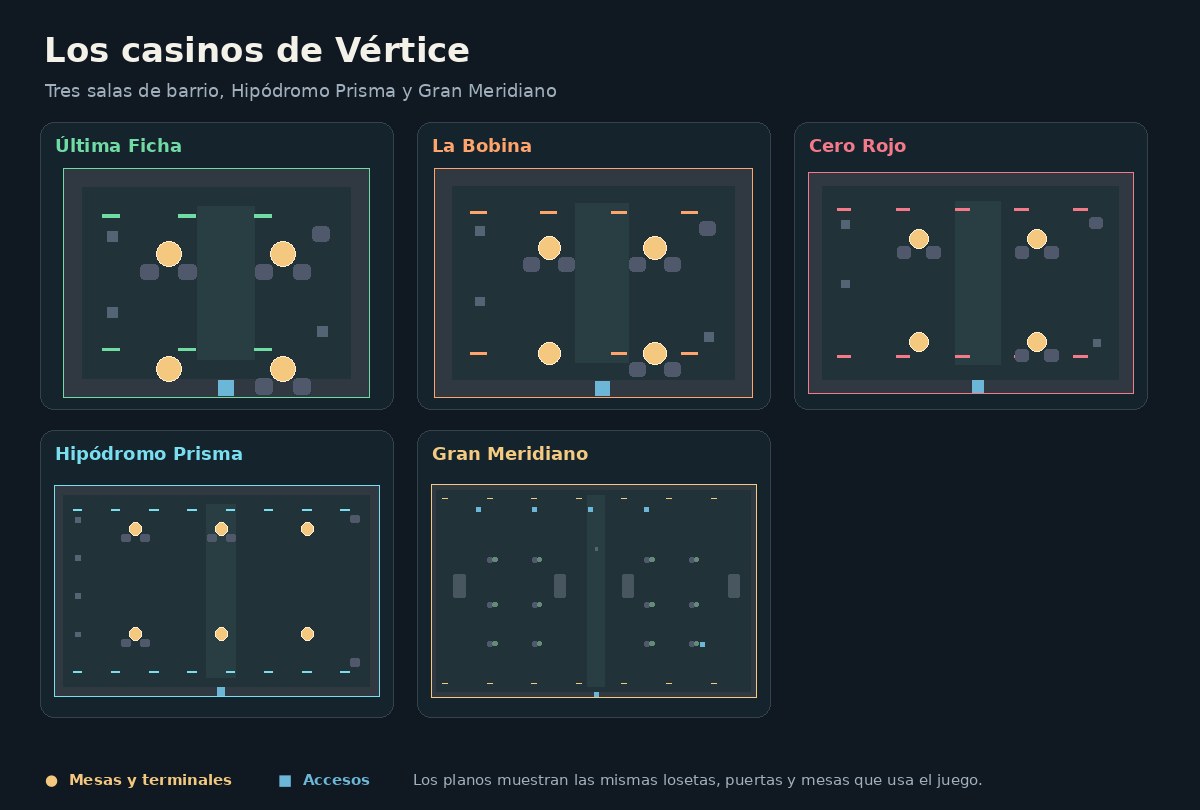 Los casinos de Vértice
Tres salas de barrio, Hipódromo Prisma y Gran Meridiano
Última Ficha
La Bobina
Cero Rojo
Hipódromo Prisma
Gran Meridiano
Mesas y terminales
Accesos
Los planos muestran las mismas losetas, puertas y mesas que usa el juego.